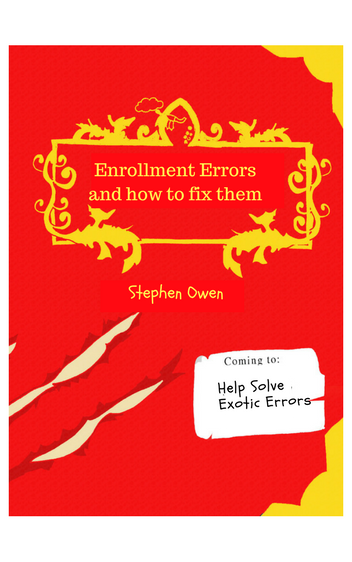 Enrollment Errors
and how to fix them
Stephen Owen
Coming to:
Help Solve
Exotic Errors